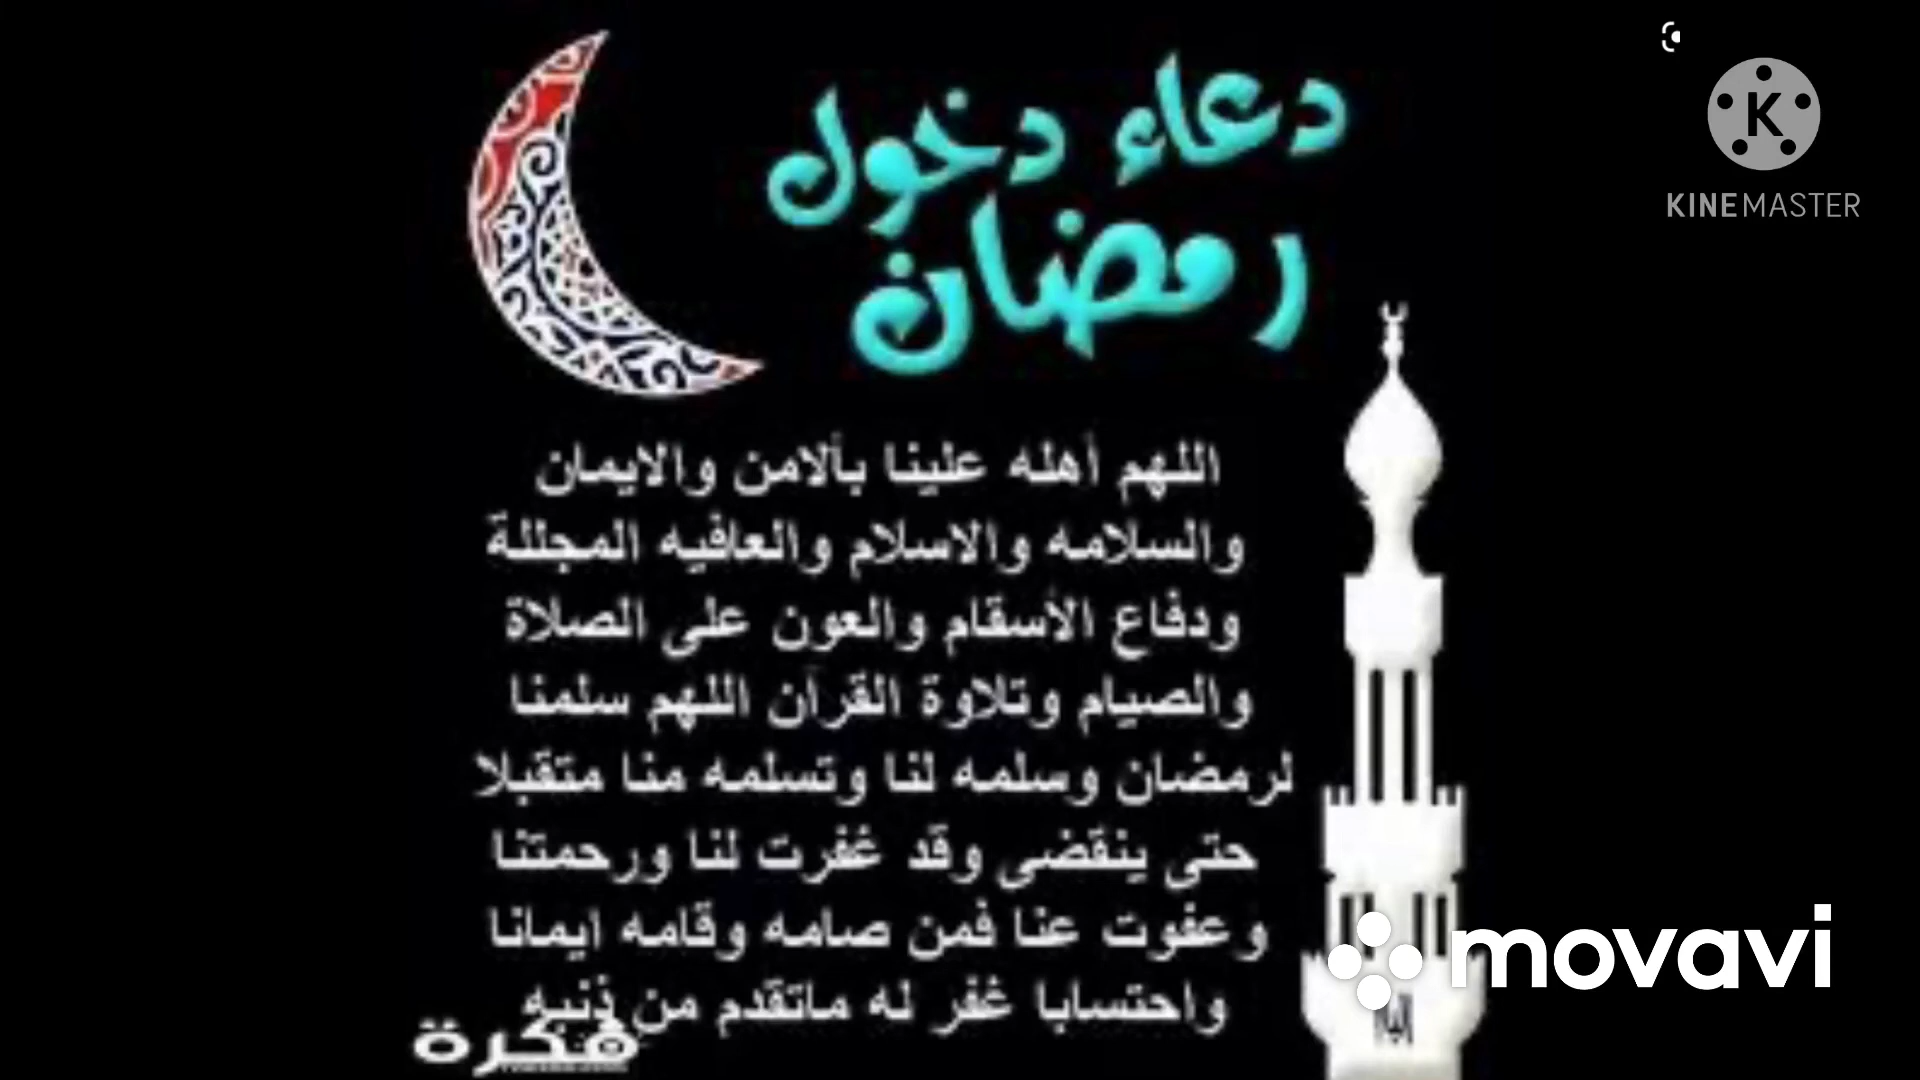 دعاء دخول
رمضان
اللهم أهله علينا بألامن والايمان
والسلامه والاسلام والعافيه المجللة
ودفاع الأسقام والعون على الصلاة
والصيام وتلاوة القرآن اللهم سلمنا
لرمضان وسلمه لنا وتسلمه منا متقبلا
حتى ينقضى وقد غفرت لنا ورحمتنا
وعفوت عنا فمن صامه وقامه ايمانا
واحتسابا غفر له ماتقدم من ذنبه
فكرة
K
KINEMASTER
movavi